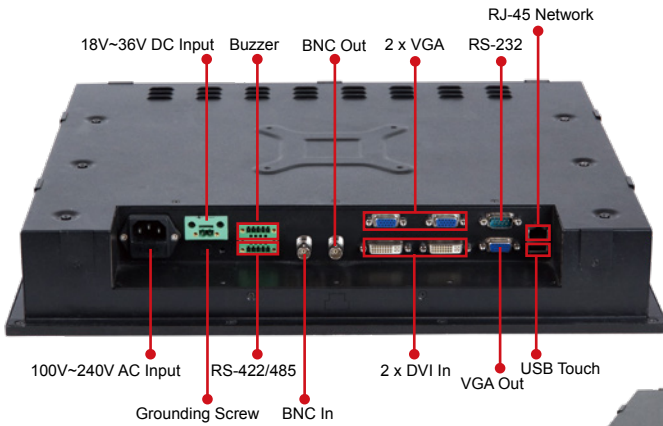 RJ-45 Network
18V~36V DC Input
Buzzer
BNC Out
2 x VGA
RS-232
100V~240V AC Input
RS-422/485
2 x DVI In
USB Touch
VGA Out
Grounding Screw
BNC In